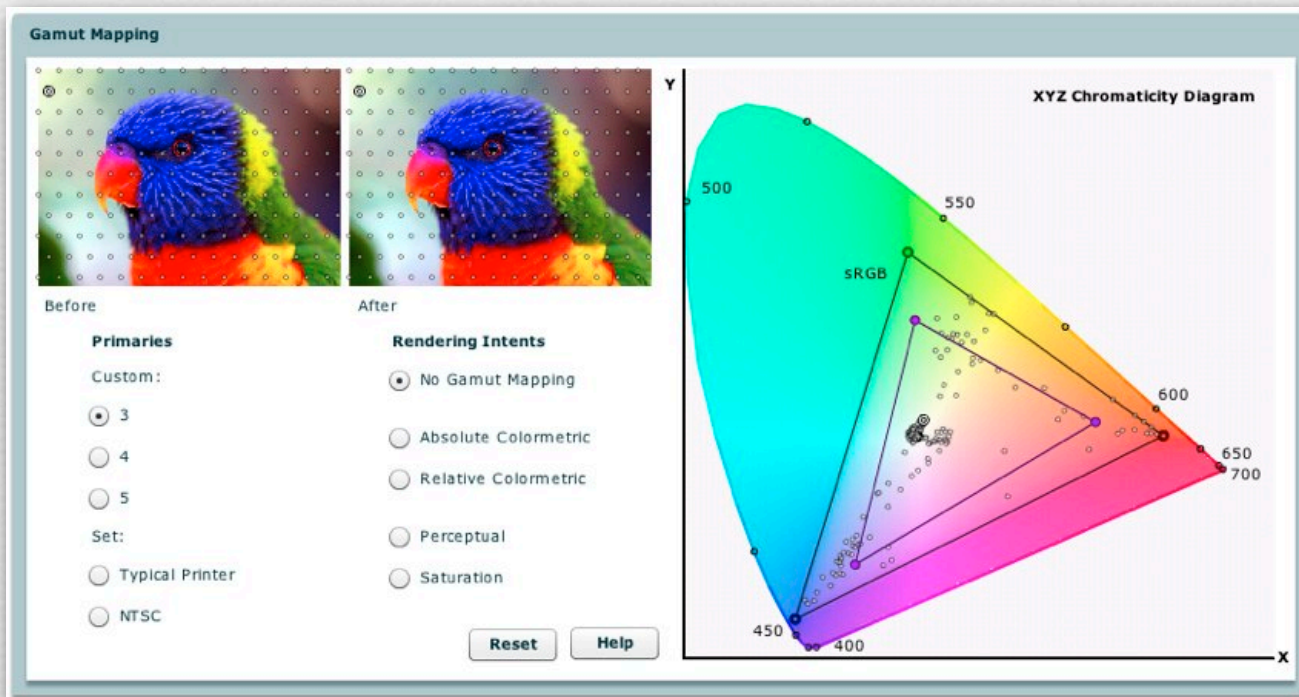 Gamut Mapping
Before
After
Primaries
Custom:
3
4
5
Set:
Typical Printer
NTSC
Rendering Intents
No Gamut Mapping
Absolute Colormetric
Relative Colormetric
Perceptual
Saturation
Reset
Help
Y
XYZ Chromaticity Diagram
500
550
sRGB
600
650
700
450
400
X